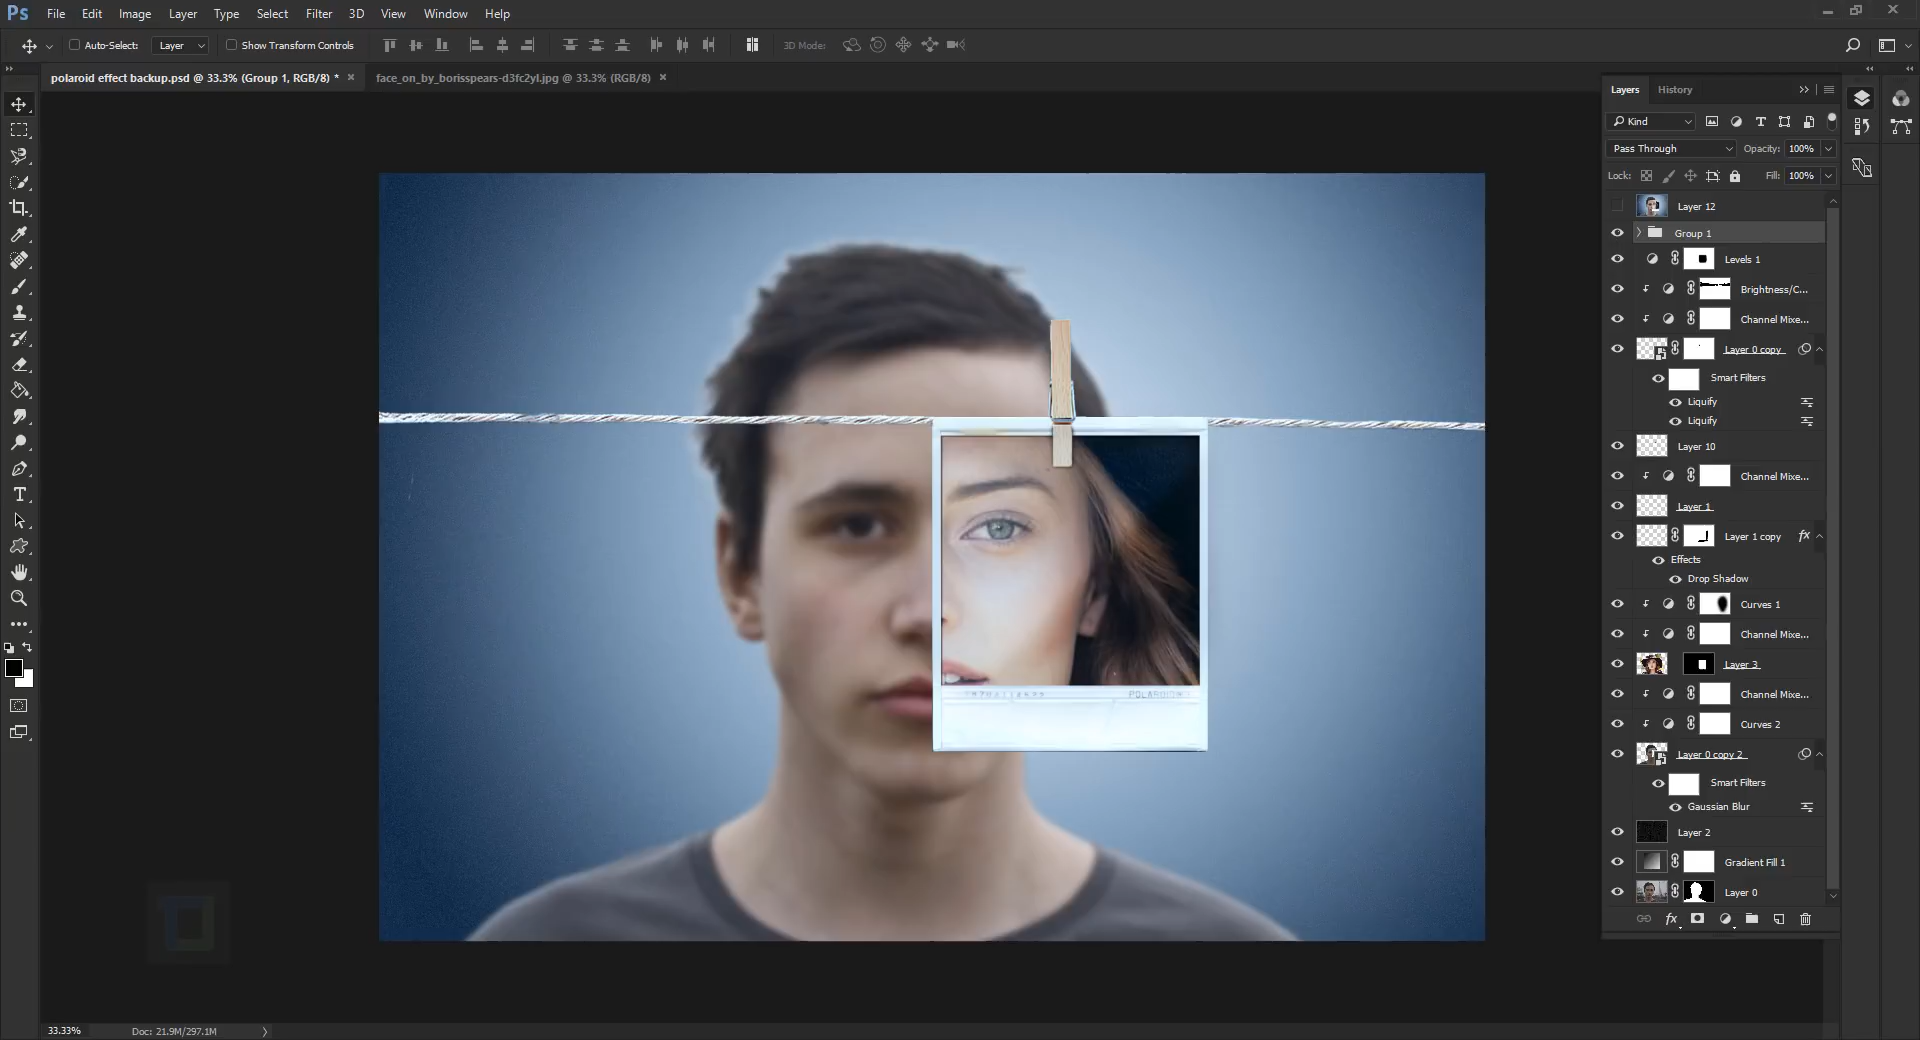 Ps File Edit Image Layer Type Select Filter 3D View Window Help
Auto-Select: Layer Show Transform Controls 3D Mode:
polaroid effect backup.psd @ 33.3% (Group 1, RGB/8) * × face_on_by_borisspears-d3fc2yl.jpg @ 33.3% (RGB/8) ×
Layers History
Kind
Pass Through Opacity: 100%
Lock: Fill: 100%
Layer 12
Group 1
Levels 1
Brightness/C...
Channel Mixe...
Layer 0 copy
Smart Filters
Liquify
Liquify
Layer 10
Channel Mixe...
Layer 1
Layer 1 copy fx
Effects
Drop Shadow
Curves 1
Channel Mixe...
Layer 3
Channel Mixe...
Curves 2
Layer 0 copy 2
Smart Filters
Gaussian Blur
Layer 2
Gradient Fill 1
Layer 0
fx
POLAROID
33.33% Doc: 21.9M/297.1M